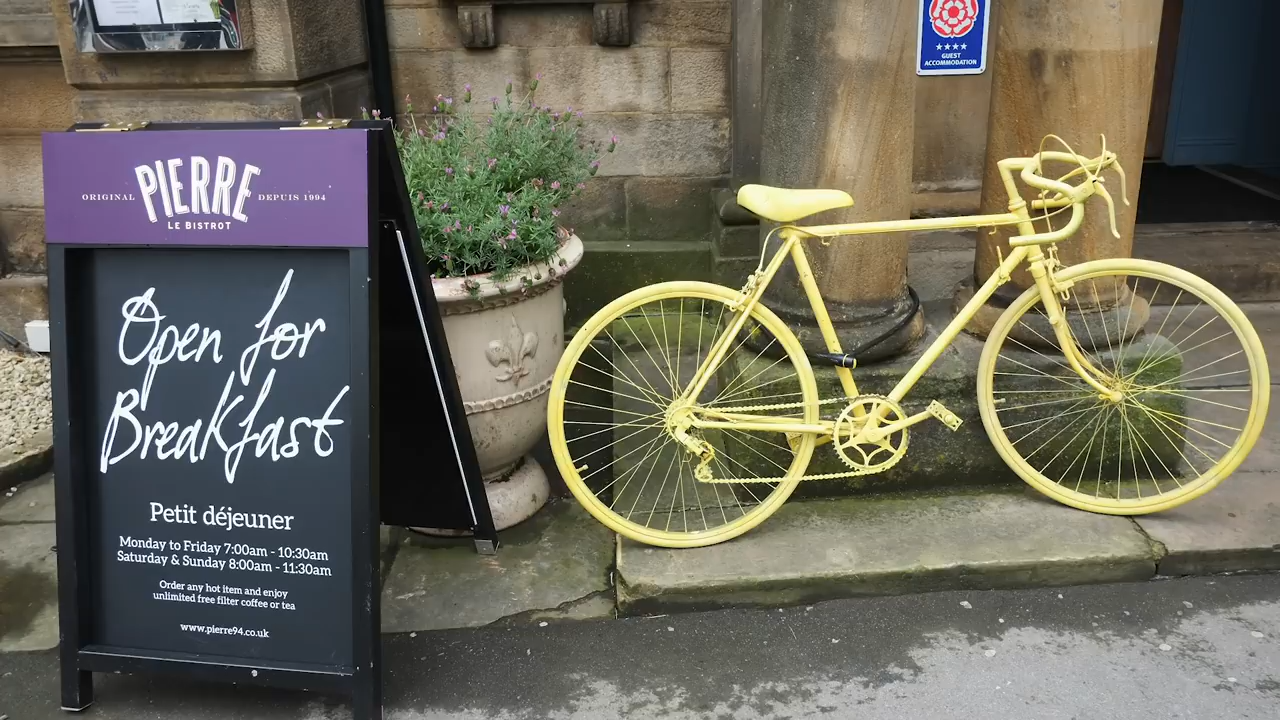 ORIGINAL PIERRE DEPUIS 1994
LE BISTROT
Open for
Breakfast
Petit déjeuner
Monday to Friday 7:00am - 10:30am
Saturday & Sunday 8:00am - 11:30am
Order any hot item and enjoy
unlimited free filter coffee or tea
www.pierre94.co.uk
GUEST
ACCOMMODATION